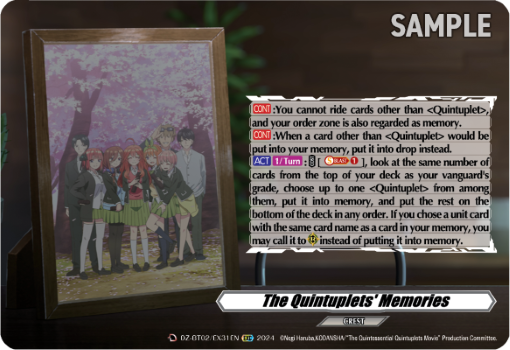 SAMPLE
CONT:You cannot ride cards other than <Quintuplet>,
and your order zone is also regarded as memory.
CONT:When a card other than <Quintuplet> would be
put into your memory, put it into drop instead.
ACT 1/Turn : [ 1 ], look at the same number of
cards from the top of your deck as your vanguard's
grade, choose up to one <Quintuplet> from among
them, put it into memory, and put the rest on the
bottom of the deck in any order. If you chose a unit card
with the same card name as a card in your memory, you
may call it to instead of putting it into memory.
The Quintuplets' Memories
CREST
DZ-GT02/EX31EN 2024 ©Negi Haruba,KODANSHA/"The Quintessential Quintuplets Movie" Production Committee.